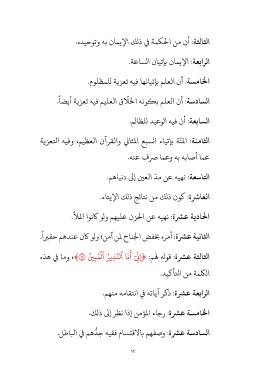 الثالثة: أن من الحكمة في ذلك الإيمان به وتوحيده.
الرابعة: الإيمان بإتيان الساعة.
الخامسة: أن العلم بإتيانها فيه تعزية للمظلوم.
السادسة: أن العلم بكونه الخلّاق العليم فيه تعزية أيضاً.
السابعة: أن فيه الوعيد للظالم.
الثامنة: المنّة بإيتاء السبع المثاني والقرآن العظيم، وفيه التعزية
عما أصابه به وعما صرف عنه.
التاسعة: نهيه عن مدّ العين إلى دنياهم.
العاشرة: كون ذلك من نتائج ذلك الإيتاء.
الحادية عشرة: نهيه عن الحزن عليهم ولو كانوا الملأ.
الثانية عشرة: أمره بخفض الجناح لمن آمن؛ ولو كان عندهم حقيراً.
الثالثة عشرة: قوله لهم: ﴿إِنِّي أَنَا النَّذِيرُ الْمُبِينُ﴾، وما في هذه
الكلمة من التأكيد.
الرابعة عشرة: ذكر آياته في انتقامه منهم.
الخامسة عشرة: رجاء المؤمن إذا نظر إلى ذلك.
السادسة عشرة: وصفهم بالاقتسام ففيه جدُّهم في الباطل.